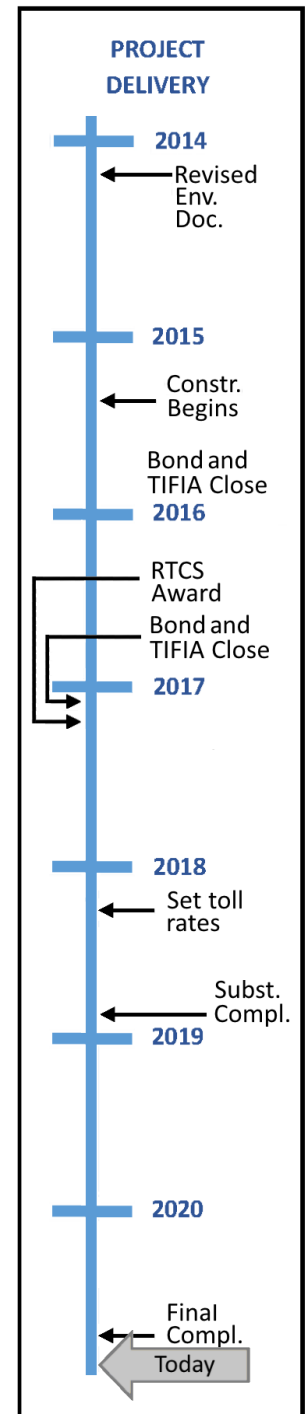 PROJECT
DELIVERY
2014
Revised
Env.
Doc.
2015
Constr.
Begins
Bond and
TIFIA Close
2016
RTCS
Award
Bond and
TIFIA Close
2017
2018
Set toll
rates
Subst.
Compl.
2019
2020
Final
Compl.
Today